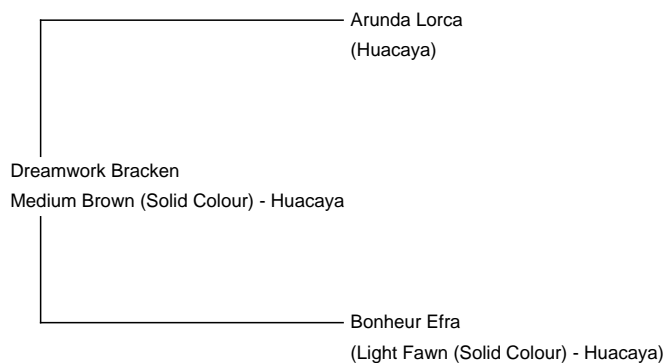 Arunda Lorca
(Huacaya)
Dreamwork Bracken
Medium Brown (Solid Colour) - Huacaya
Bonheur Efra
(Light Fawn (Solid Colour) - Huacaya)